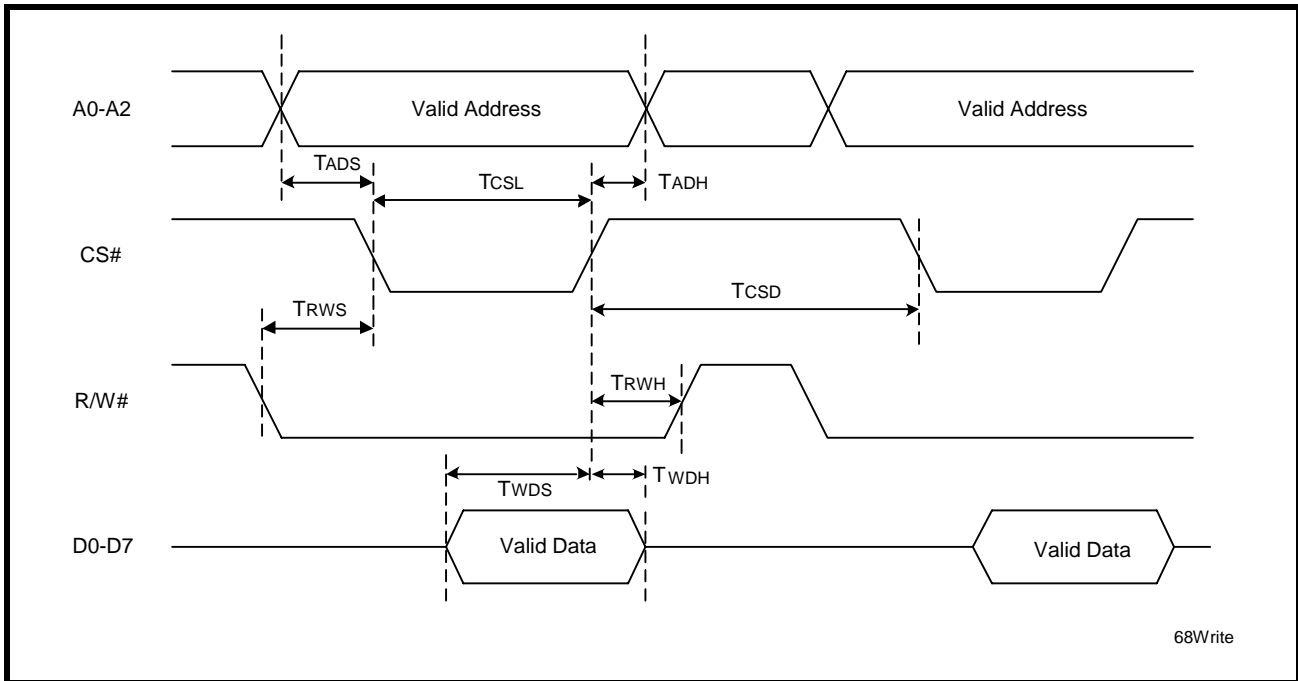 A0-A2
Valid Address
Valid Address
TADS
TCSL
TADH
CS#
TCSD
TRWS
TRWH
R/W#
TWDS
TWDH
D0-D7
Valid Data
Valid Data
68Write